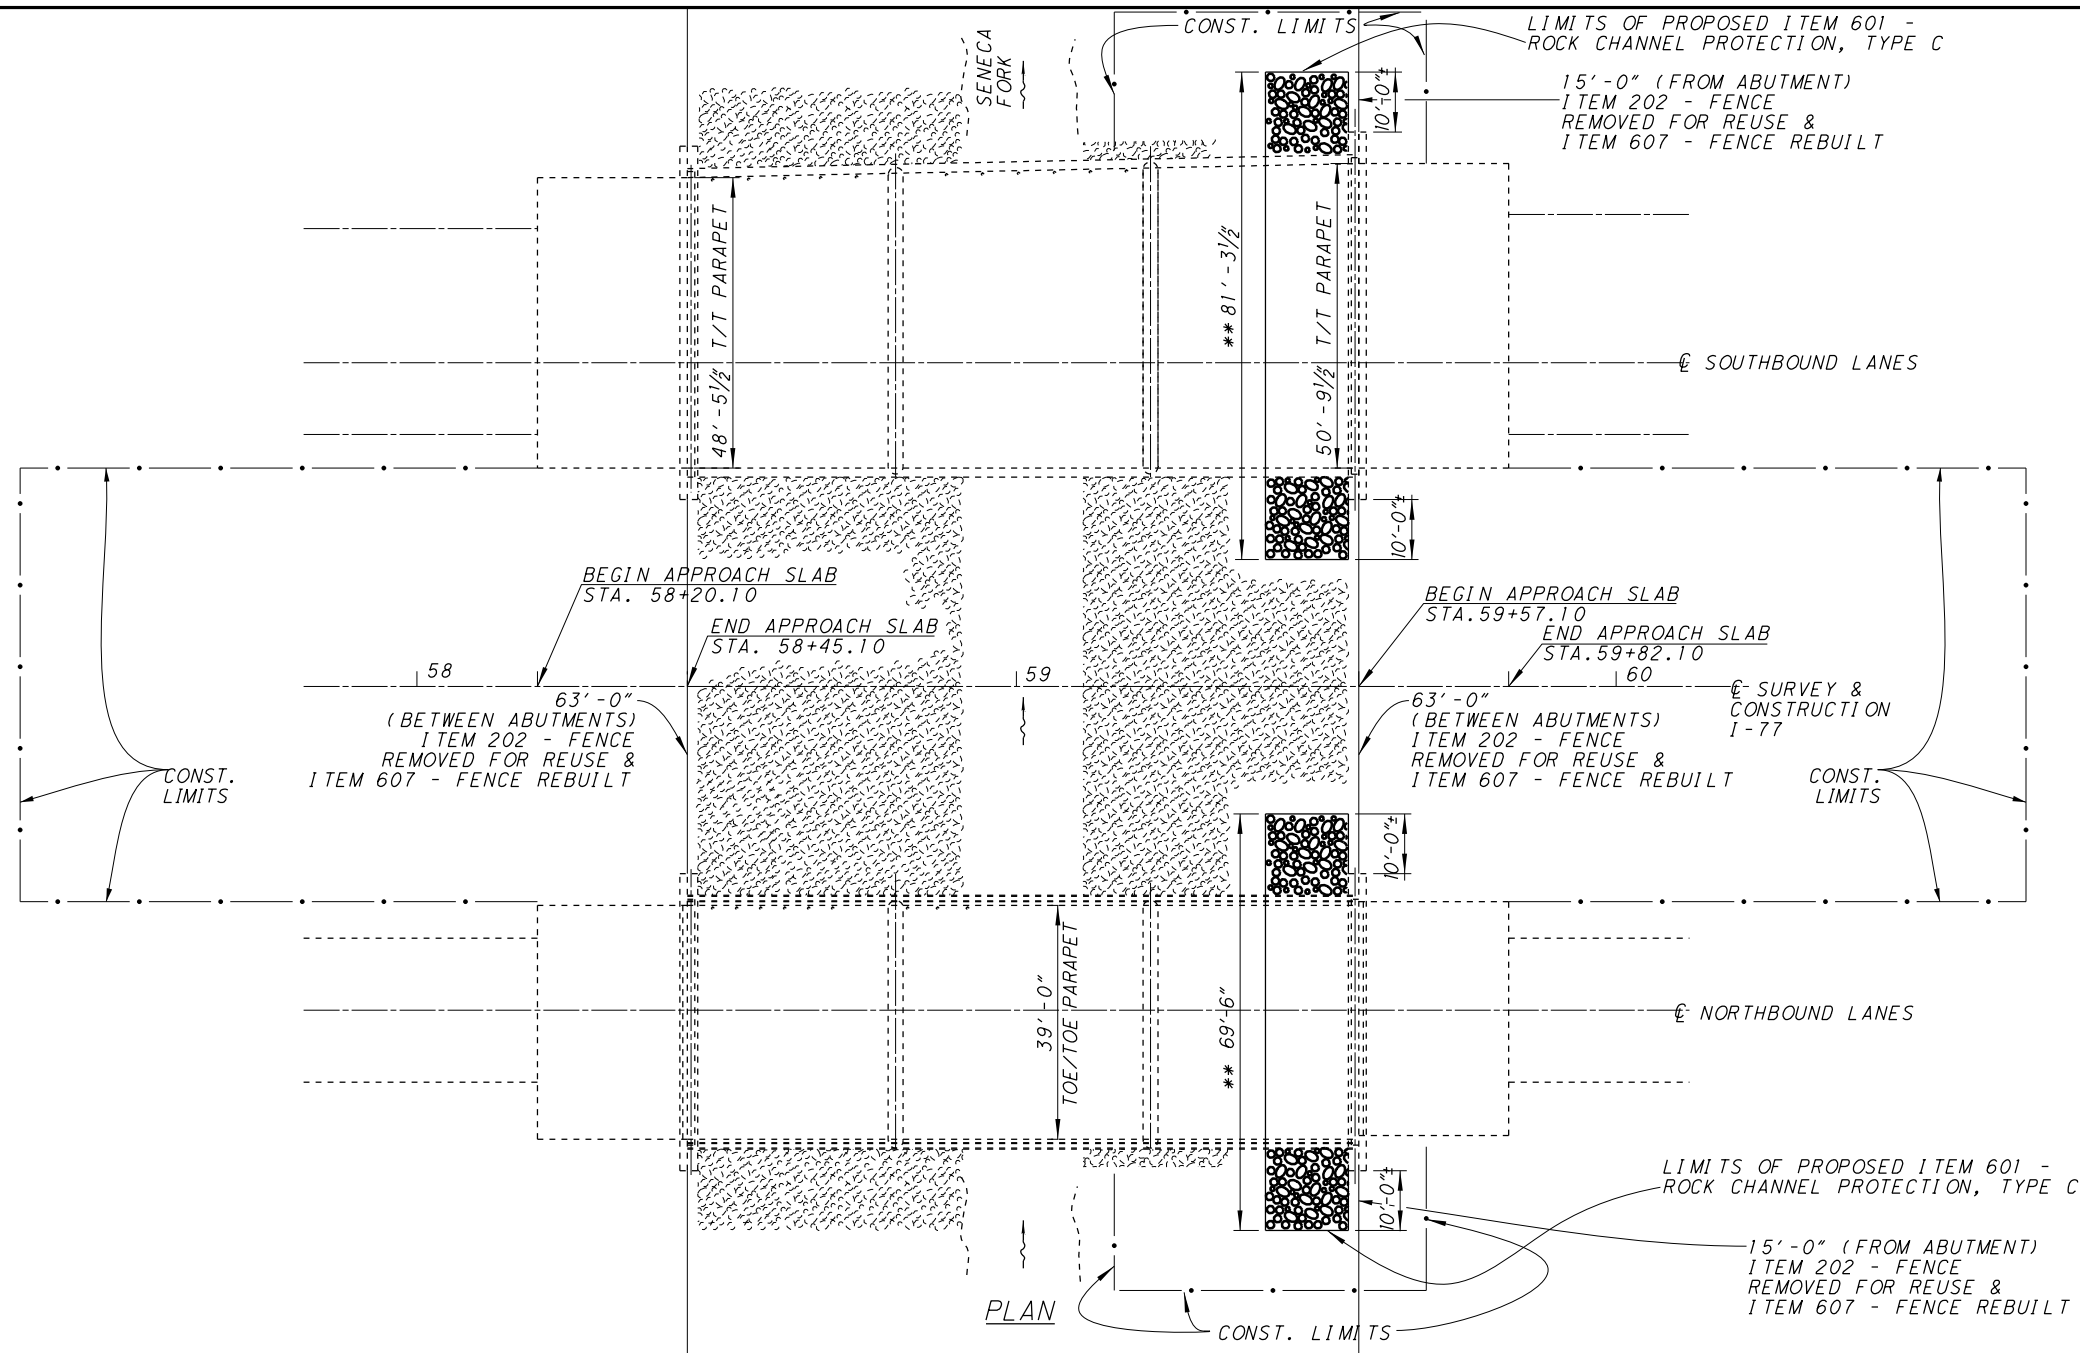 CONST. LIMITS
LIMITS OF PROPOSED ITEM 601 -
ROCK CHANNEL PROTECTION, TYPE C
SENECA
FORK
10'-0"±
15'-0" (FROM ABUTMENT)
ITEM 202 - FENCE
REMOVED FOR REUSE &
ITEM 607 - FENCE REBUILT
48'-5½" T/T PARAPET
** 81'-3½"
50'-9½" T/T PARAPET
℄ SOUTHBOUND LANES
10'-0"±
BEGIN APPROACH SLAB
STA. 58+20.10
END APPROACH SLAB
STA. 58+45.10
BEGIN APPROACH SLAB
STA.59+57.10
END APPROACH SLAB
STA.59+82.10
58
59
60
℄ SURVEY &
CONSTRUCTION
I-77
63'-0"
(BETWEEN ABUTMENTS)
ITEM 202 - FENCE
REMOVED FOR REUSE &
ITEM 607 - FENCE REBUILT
63'-0"
(BETWEEN ABUTMENTS)
ITEM 202 - FENCE
REMOVED FOR REUSE &
ITEM 607 - FENCE REBUILT
CONST.
LIMITS
CONST.
LIMITS
10'-0"±
39'-0"
TOE/TOE PARAPET
** 69'-6"
℄ NORTHBOUND LANES
10'-0"±
LIMITS OF PROPOSED ITEM 601 -
ROCK CHANNEL PROTECTION, TYPE C
15'-0" (FROM ABUTMENT)
ITEM 202 - FENCE
REMOVED FOR REUSE &
ITEM 607 - FENCE REBUILT
PLAN
CONST. LIMITS